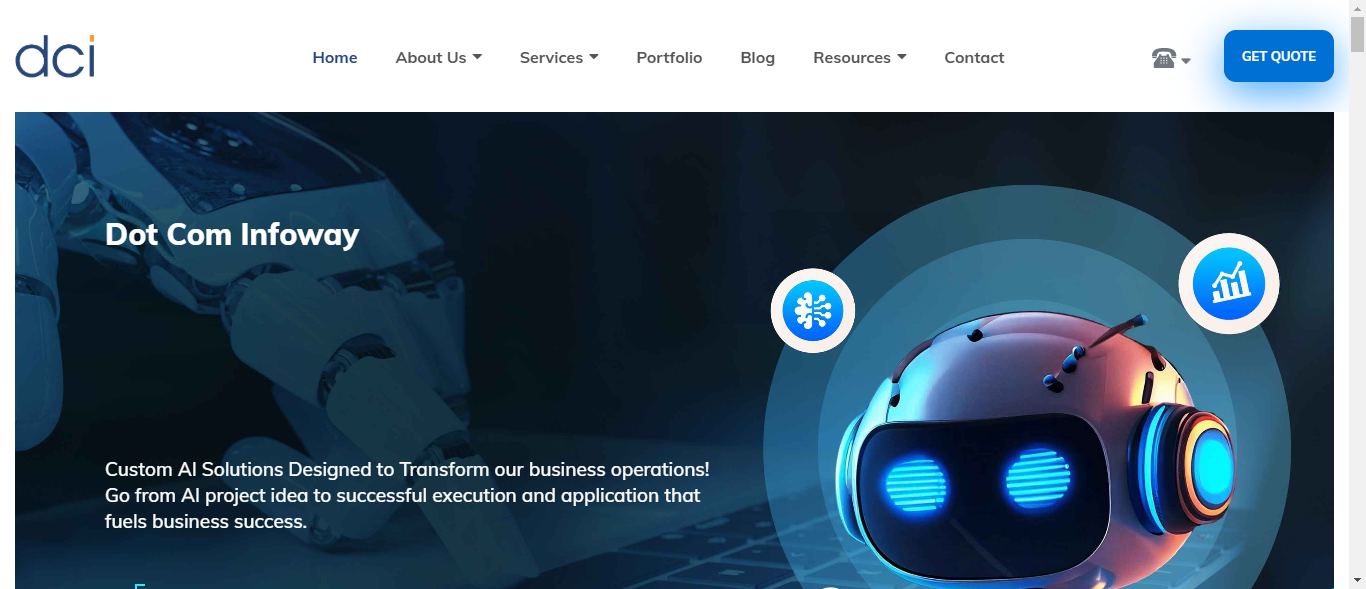 dci
Home
About Us
Services
Portfolio
Blog
Resources
Contact
GET QUOTE
Dot Com Infoway
Custom AI Solutions Designed to Transform our business operations!
Go from AI project idea to successful execution and application that
fuels business success.